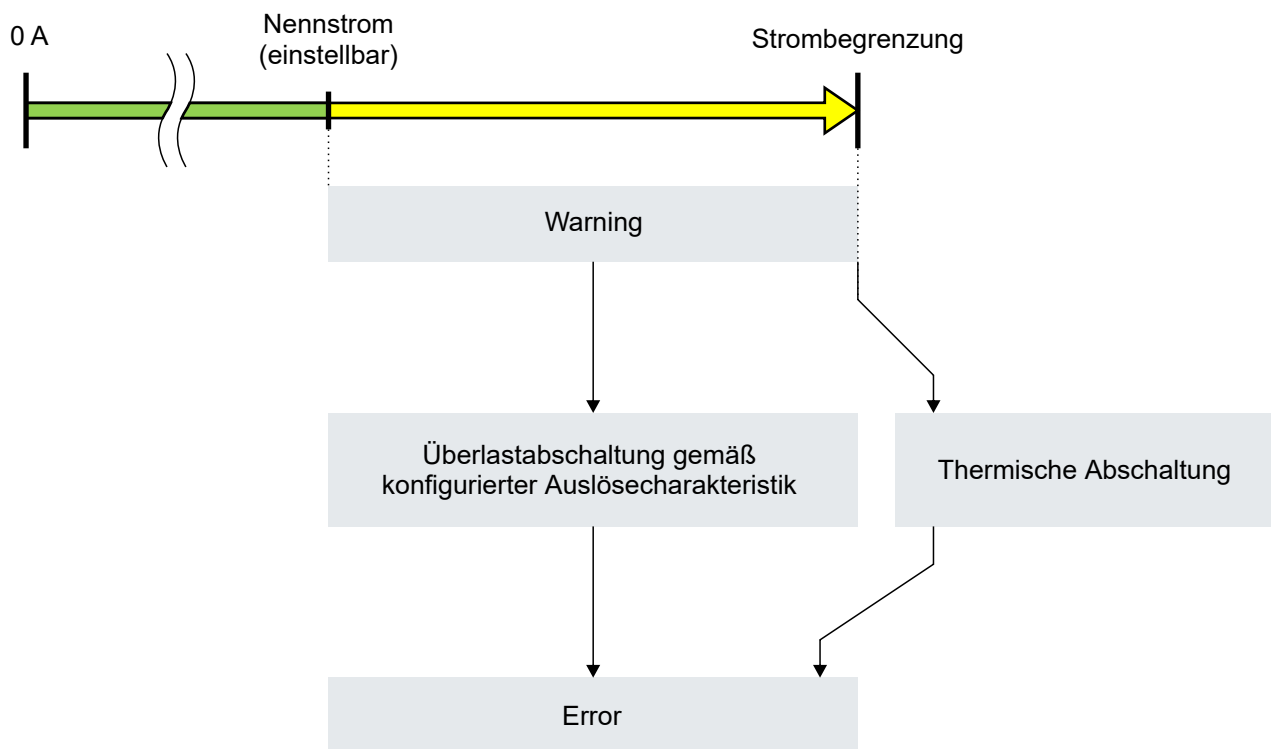 0 A
Nennstrom
(einstellbar)
Strombegrenzung
Warning
Überlastabschaltung gemäß
konfigurierter Auslösecharakteristik
Thermische Abschaltung
Error